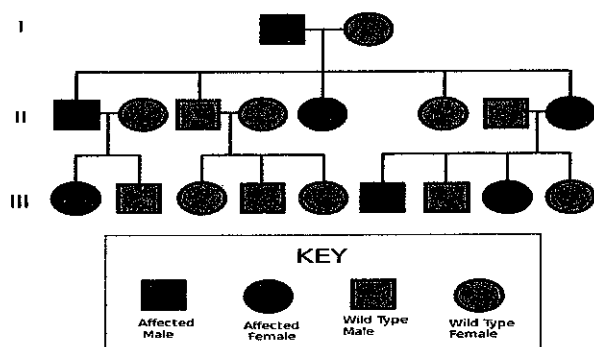 I
II
III
KEY
Affected Male
Affected Female
Wild Type Male
Wild Type Female